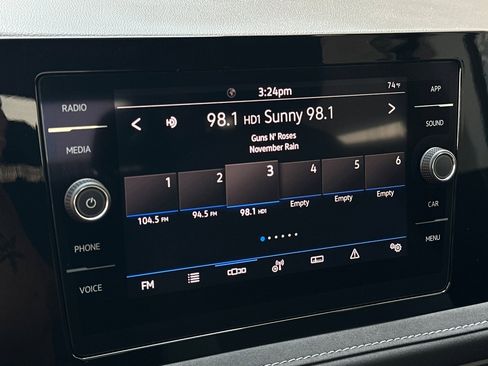 3:24pm
74°F
RADIO
MEDIA
PHONE
VOICE
APP
SOUND
CAR
MENU
98.1 HD1 Sunny 98.1
Guns N' Roses
November Rain
1 2 3 4 5 6
104.5 FM 94.5 FM 98.1 HD1 Empty Empty Empty
FM